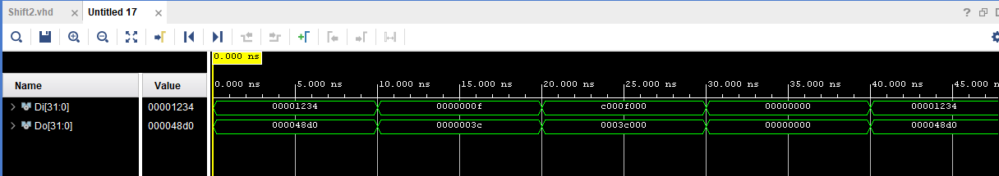 Shift2.vhd Untitled 17
0.000 ns
Name Value 0.000 ns 5.000 ns 10.000 ns 15.000 ns 20.000 ns 25.000 ns 30.000 ns 35.000 ns 40.000 ns 45.000
Di[31:0] 00001234 00001234 0000000f c000f000 00000000 00001234
Do[31:0] 000048d0 000048d0 0000003c 0003c000 00000000 000048d0